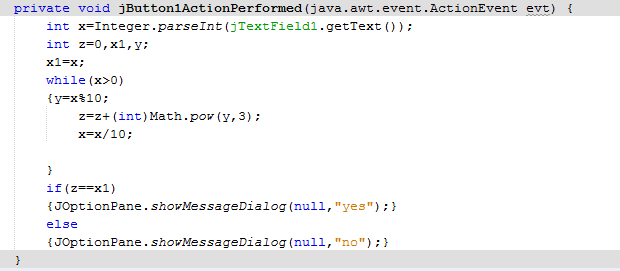 private void jButton1ActionPerformed(java.awt.event.ActionEvent evt) {
    int x=Integer.parseInt(jTextField1.getText());
    int z=0,x1,y;
    x1=x;
    while(x>0)
    {y=x%10;
        z=z+(int)Math.pow(y,3);
        x=x/10;
    }
    if(z==x1)
    {JOptionPane.showMessageDialog(null,"yes");}
    else
    {JOptionPane.showMessageDialog(null,"no");}
}